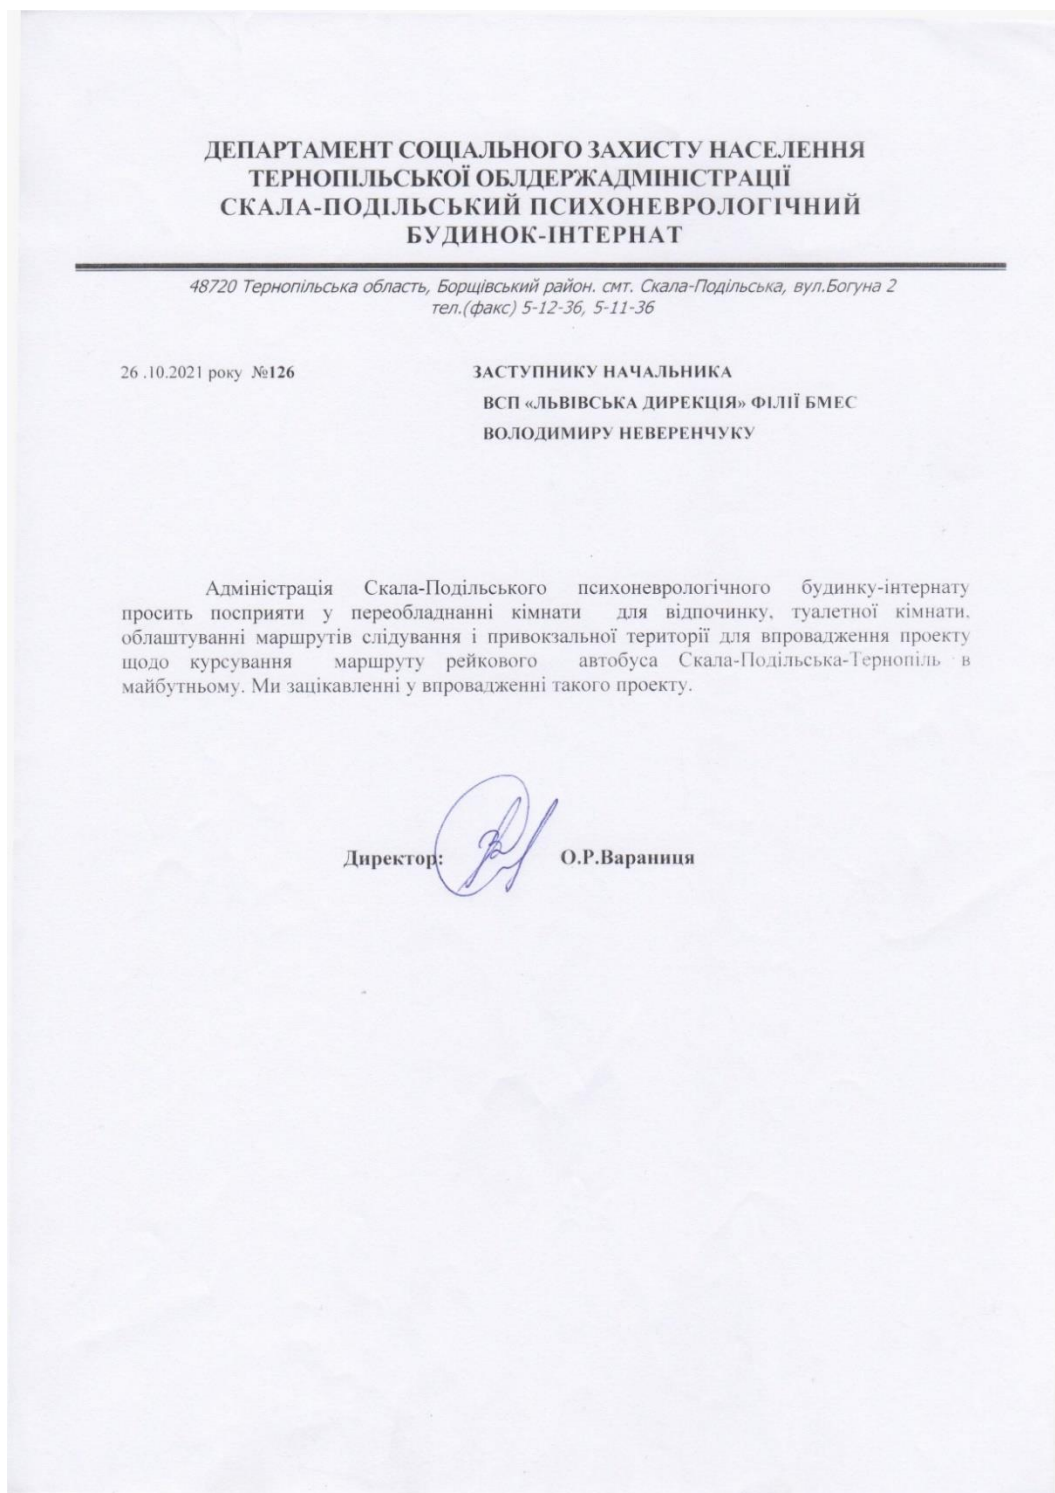 ДЕПАРТАМЕНТ СОЦІАЛЬНОГО ЗАХИСТУ НАСЕЛЕННЯ
ТЕРНОПІЛЬСЬКОЇ ОБЛДЕРЖАДМІНІСТРАЦІЇ
СКАЛА-ПОДІЛЬСЬКИЙ ПСИХОНЕВРОЛОГІЧНИЙ
БУДИНОК-ІНТЕРНАТ
48720 Тернопільська область, Борщівський район. смт. Скала-Подільська, вул.Богуна 2
тел.(факс) 5-12-36, 5-11-36
26 .10.2021 року №126
ЗАСТУПНИКУ НАЧАЛЬНИКА
ВСП «ЛЬВІВСЬКА ДИРЕКЦІЯ» ФІЛІЇ БМЕС
ВОЛОДИМИРУ НЕВЕРЕНЧУКУ
Адміністрація Скала-Подільського психоневрологічного будинку-інтернату
просить посприяти у переобладнанні кімнати для відпочинку, туалетної кімнати,
облаштуванні маршрутів слідування і привокзальної території для впровадження проекту
щодо курсування маршруту рейкового автобуса Скала-Подільська-Тернопіль в
майбутньому. Ми зацікавленні у впровадженні такого проекту.
Директор: О.Р.Вараниця